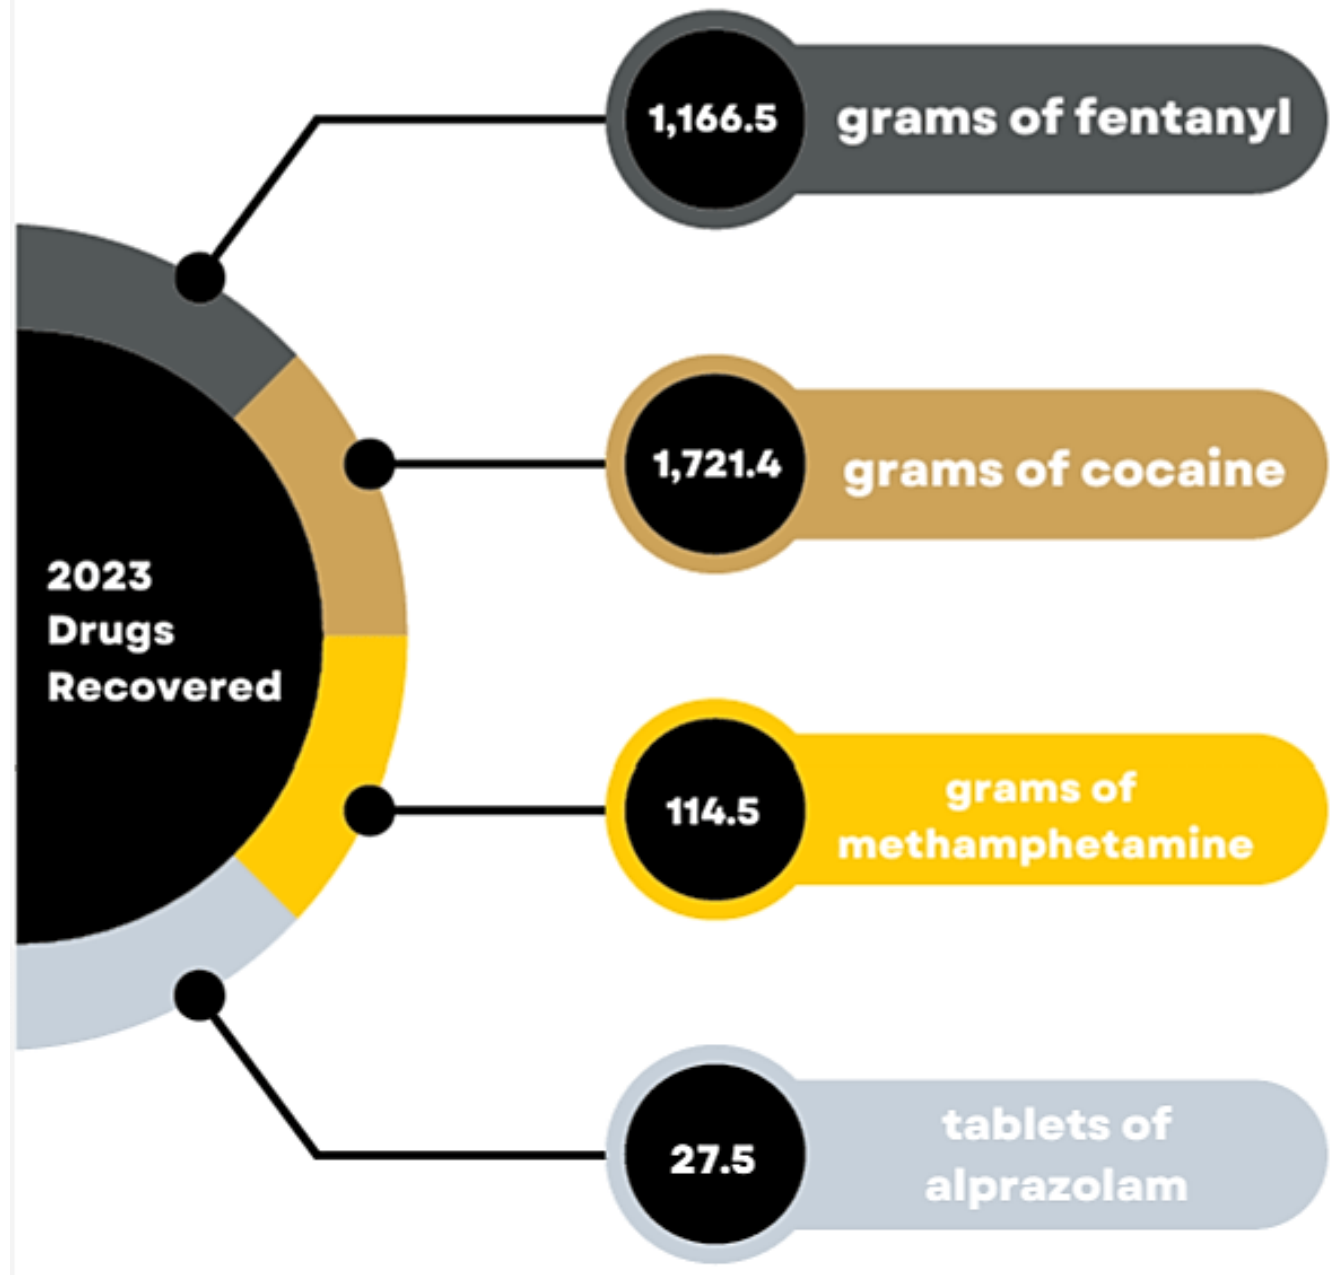 1,166.5 grams of fentanyl
1,721.4 grams of cocaine
2023
Drugs
Recovered
114.5
grams of
methamphetamine
27.5
tablets of
alprazolam